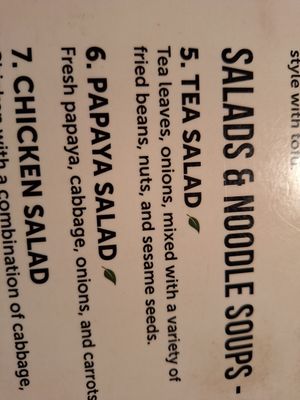 style with tofu
SALADS & NOODLE SOUPS -
5. TEA SALAD
Tea leaves, onions, mixed with a variety of
fried beans, nuts, and sesame seeds.
6. PAPAYA SALAD
Fresh papaya, cabbage, onions, and carrots
7. CHICKEN SALAD
Chicken with a combination of cabbage,